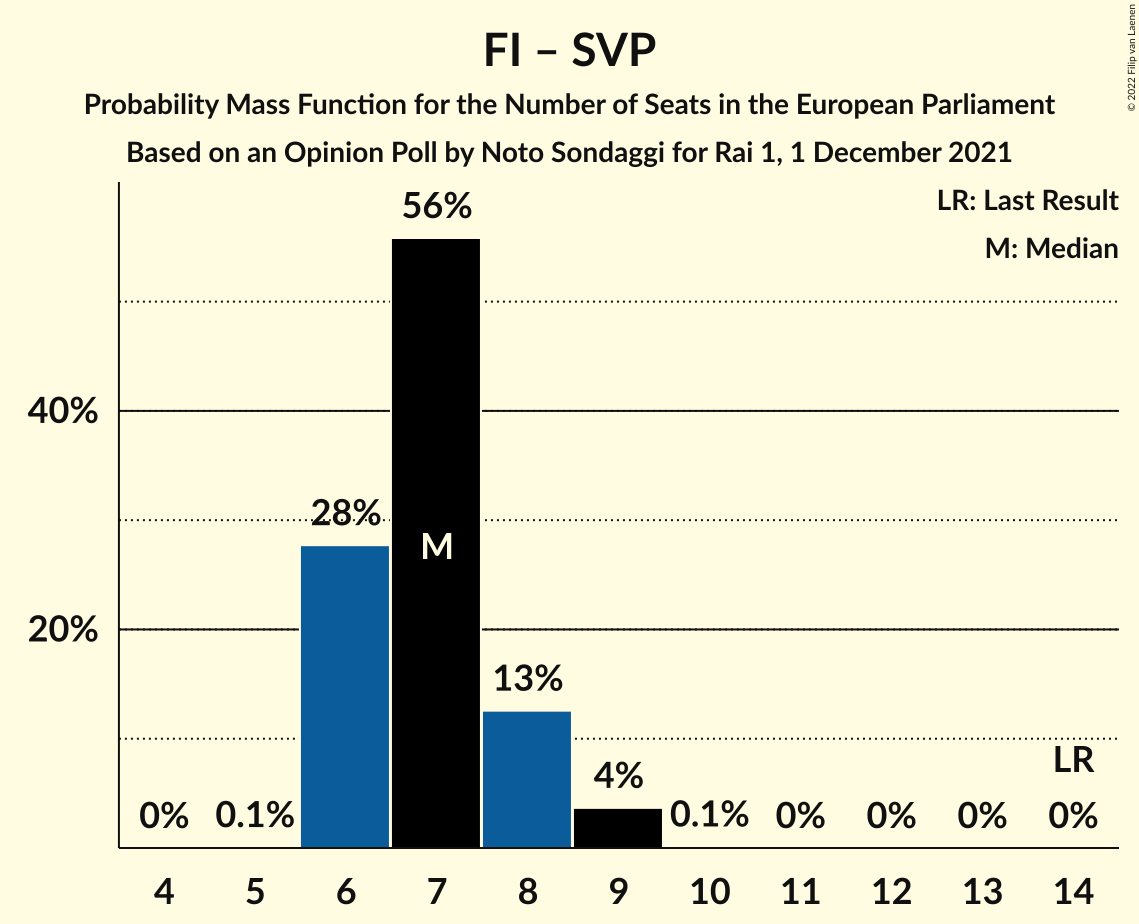 FI – SVP
Probability Mass Function for the Number of Seats in the European Parliament
Based on an Opinion Poll by Noto Sondaggi for Rai 1, 1 December 2021
© 2022 Filip van Laenen
LR: Last Result
M: Median
56%
40%
28%
M
20%
13%
4%
LR
0% 0.1% 0.1% 0% 0% 0% 0%
4 5 6 7 8 9 10 11 12 13 14